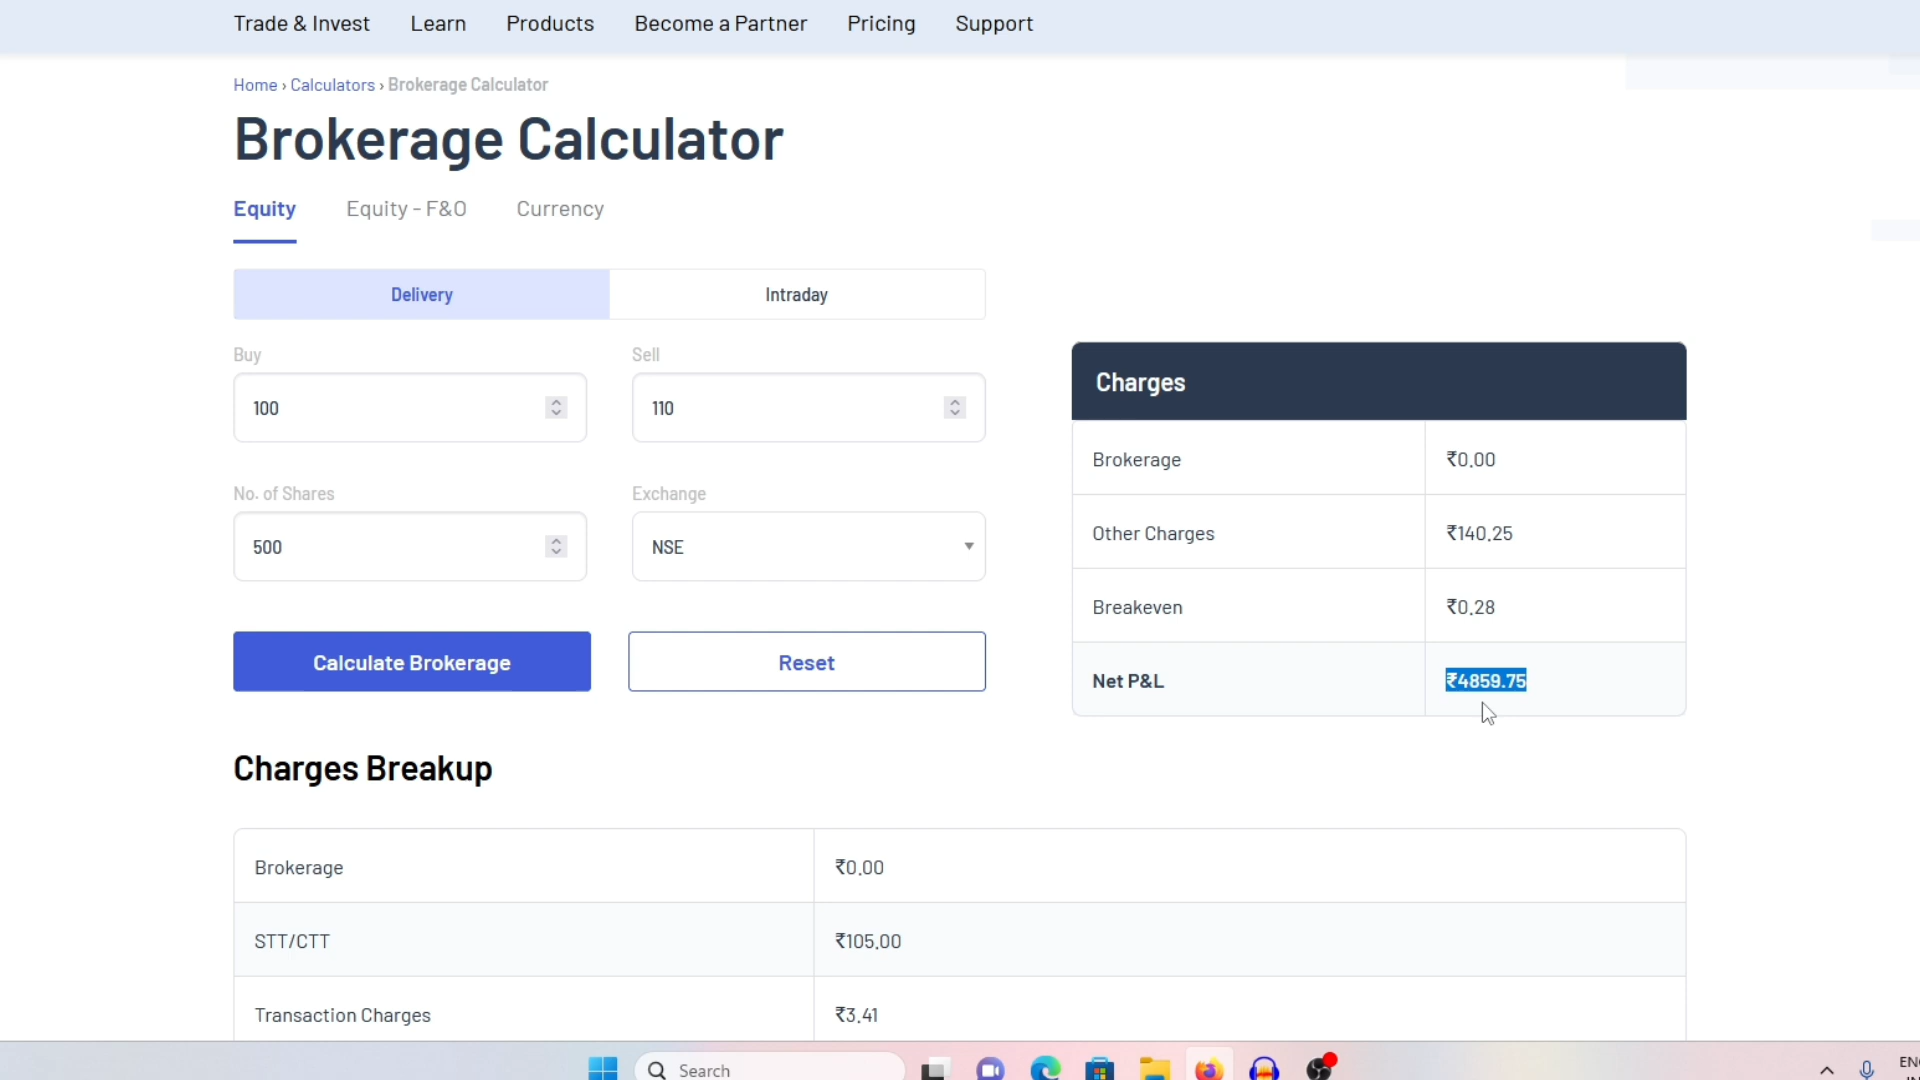 Trade & Invest Learn Products Become a Partner Pricing Support
Home › Calculators › Brokerage Calculator
Brokerage Calculator
Equity Equity - F&O Currency
Delivery Intraday
Buy Sell
100 110
No. of Shares Exchange
500 NSE
Calculate Brokerage Reset
Charges
Brokerage ₹0.00
Other Charges ₹140.25
Breakeven ₹0.28
Net P&L ₹4859.75
Charges Breakup
Brokerage ₹0.00
STT/CTT ₹105.00
Transaction Charges ₹3.41
Search